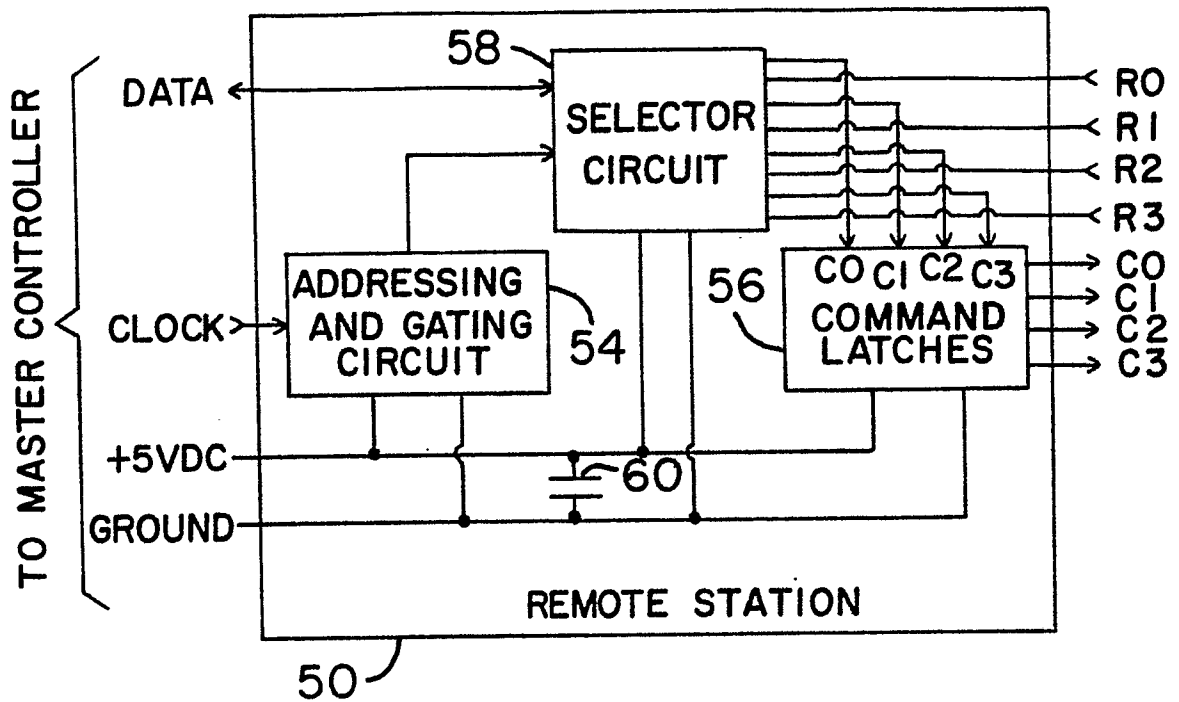 TO MASTER CONTROLLER
DATA
CLOCK
+5VDC
GROUND
58
SELECTOR
CIRCUIT
R0
R1
R2
R3
ADDRESSING
AND GATING
CIRCUIT
54
56
C0 C1 C2 C3
COMMAND
LATCHES
C0
C1
C2
C3
60
REMOTE STATION
50